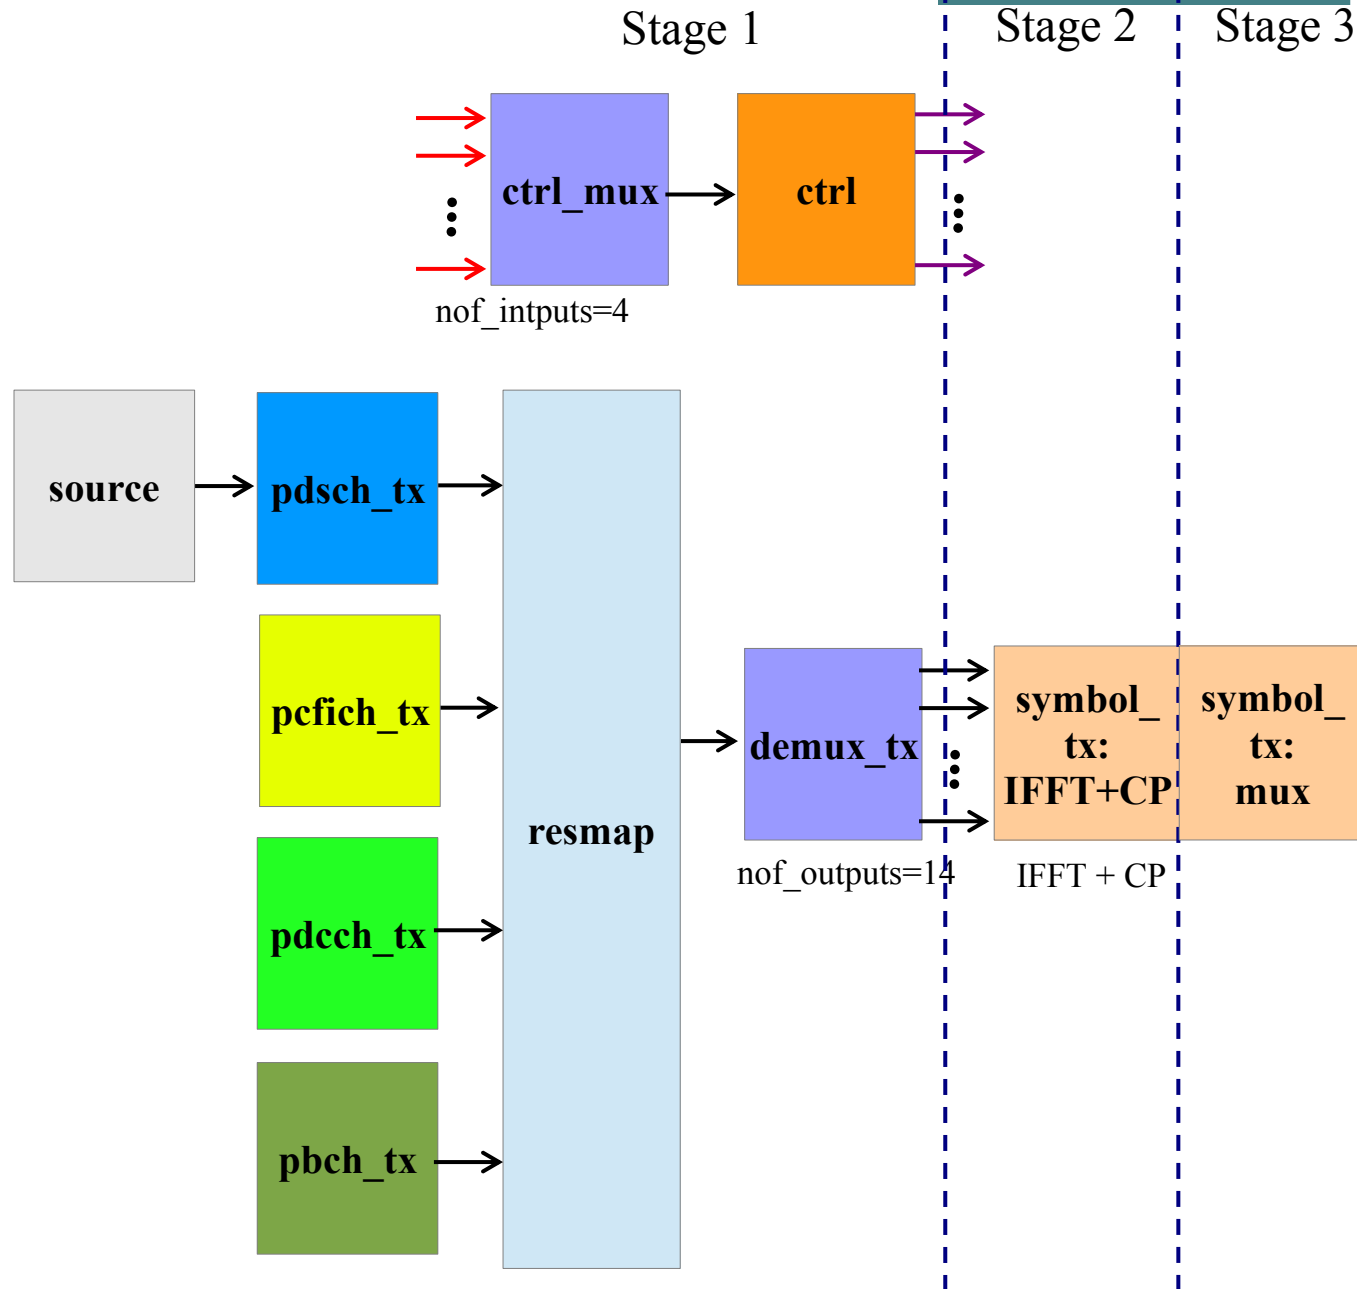 Stage 1
Stage 2
Stage 3
ctrl_mux
ctrl
nof_intputs=4
source
pdsch_tx
pcfich_tx
pdcch_tx
pbch_tx
resmap
demux_tx
nof_outputs=14
symbol_
tx:
IFFT+CP
IFFT + CP
symbol_
tx:
mux